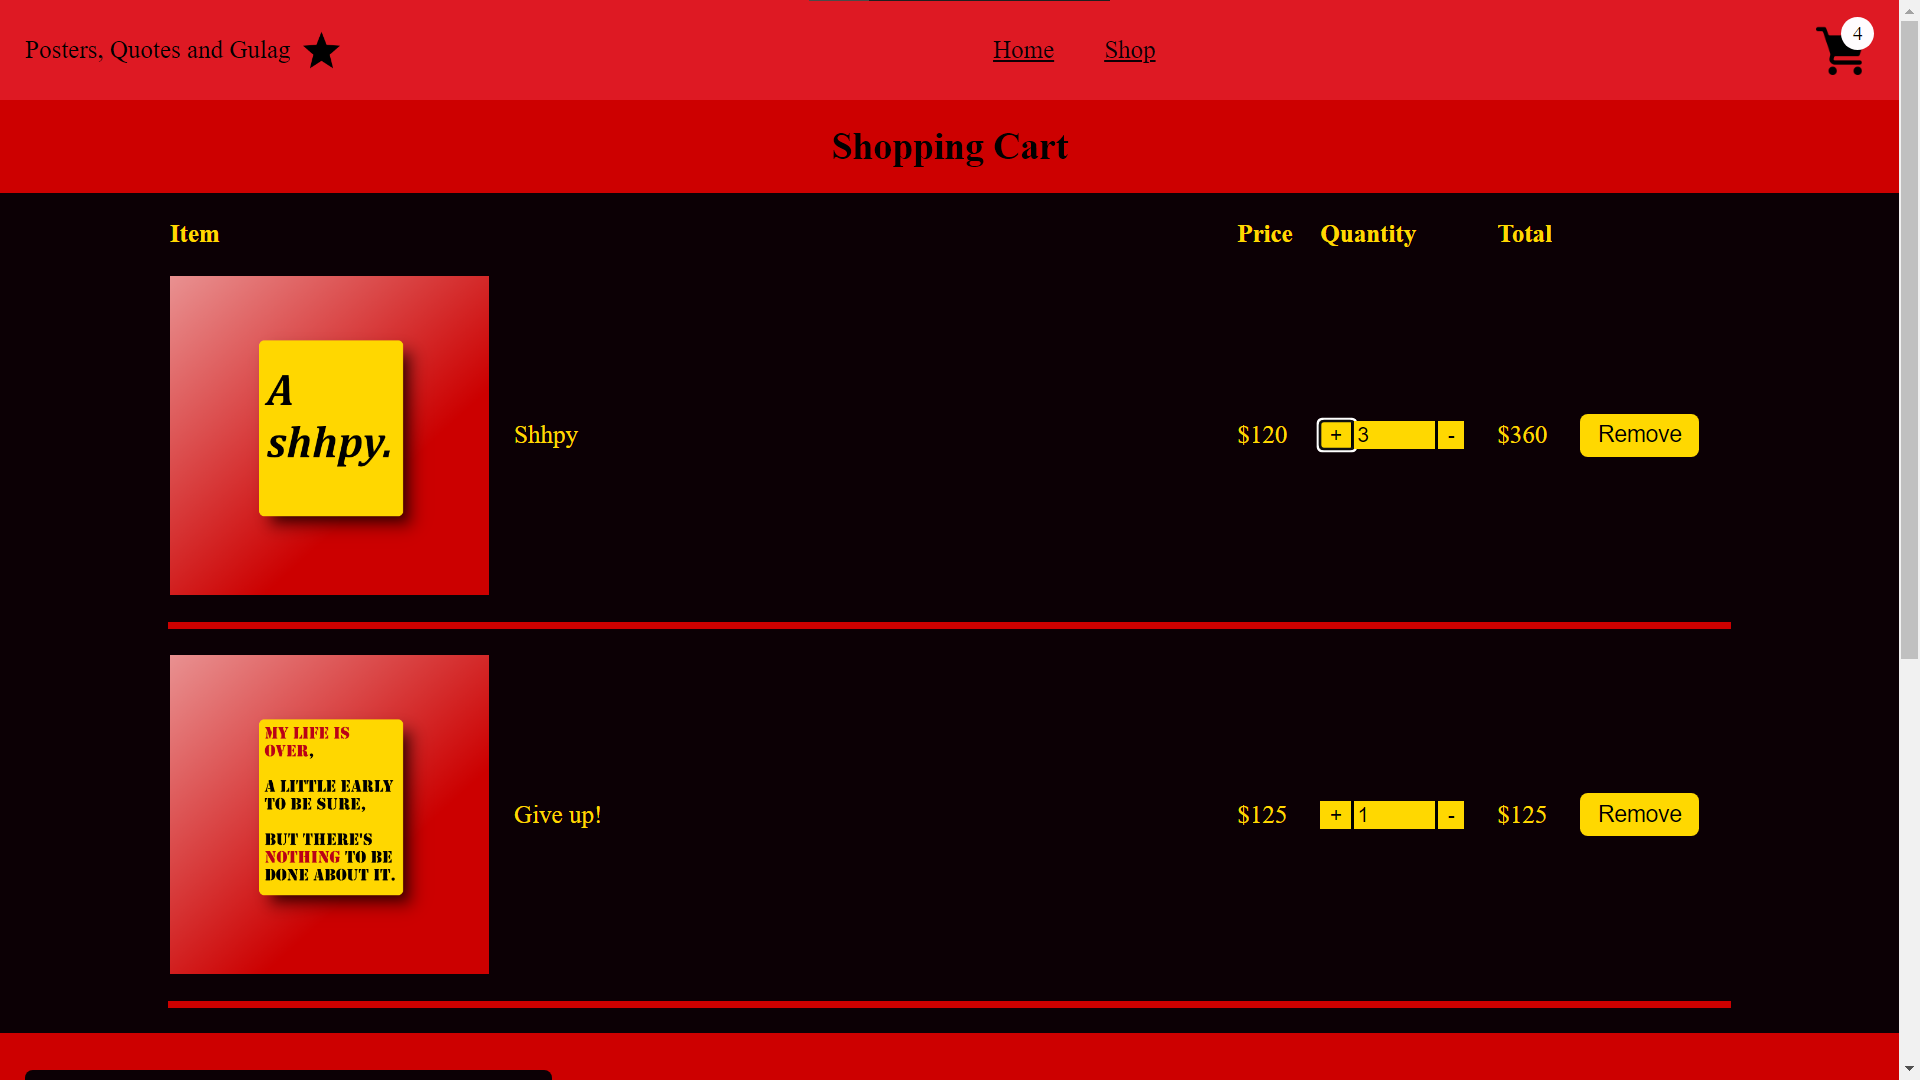 Posters, Quotes and Gulag
Home
Shop
4
Shopping Cart
Item
Price
Quantity
Total
A
shhpy.
Shhpy
$120
+
3
-
$360
Remove
MY LIFE IS
OVER,
A LITTLE EARLY
TO BE SURE,
BUT THERE'S
NOTHING TO BE
DONE ABOUT IT.
Give up!
$125
+
1
-
$125
Remove